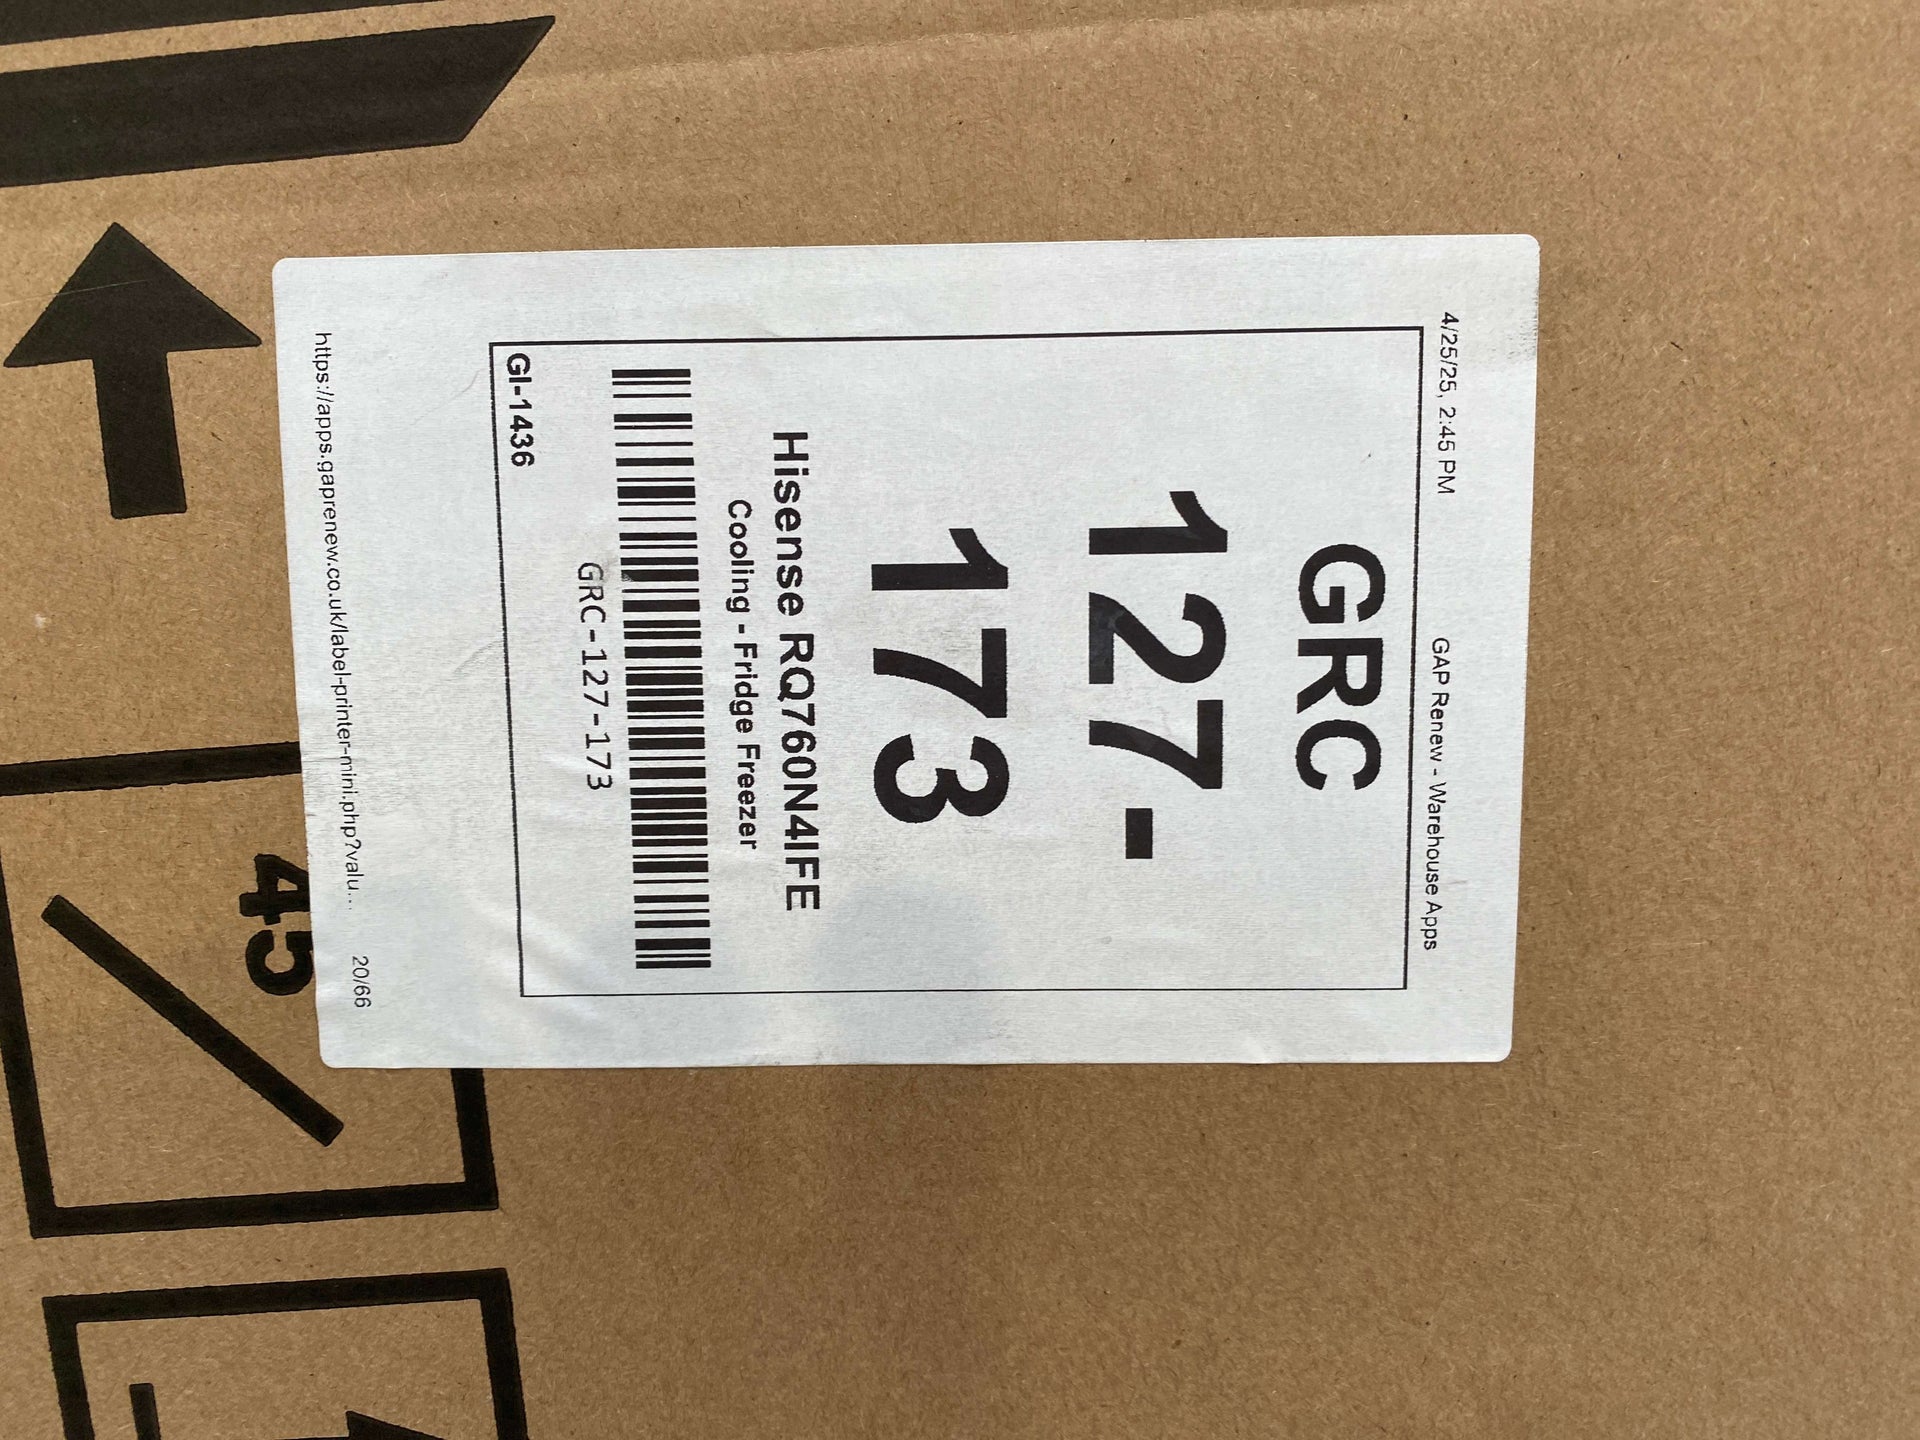 4/25/25, 2:45 PM GAP Renew - Warehouse Apps
GRC
127-
173
Hisense RQ760N4IFE
Cooling - Fridge Freezer
GRC-127-173
GI-1436
https://apps.gaprenew.co.uk/label-printer-mini.php?valu... 20/66
45